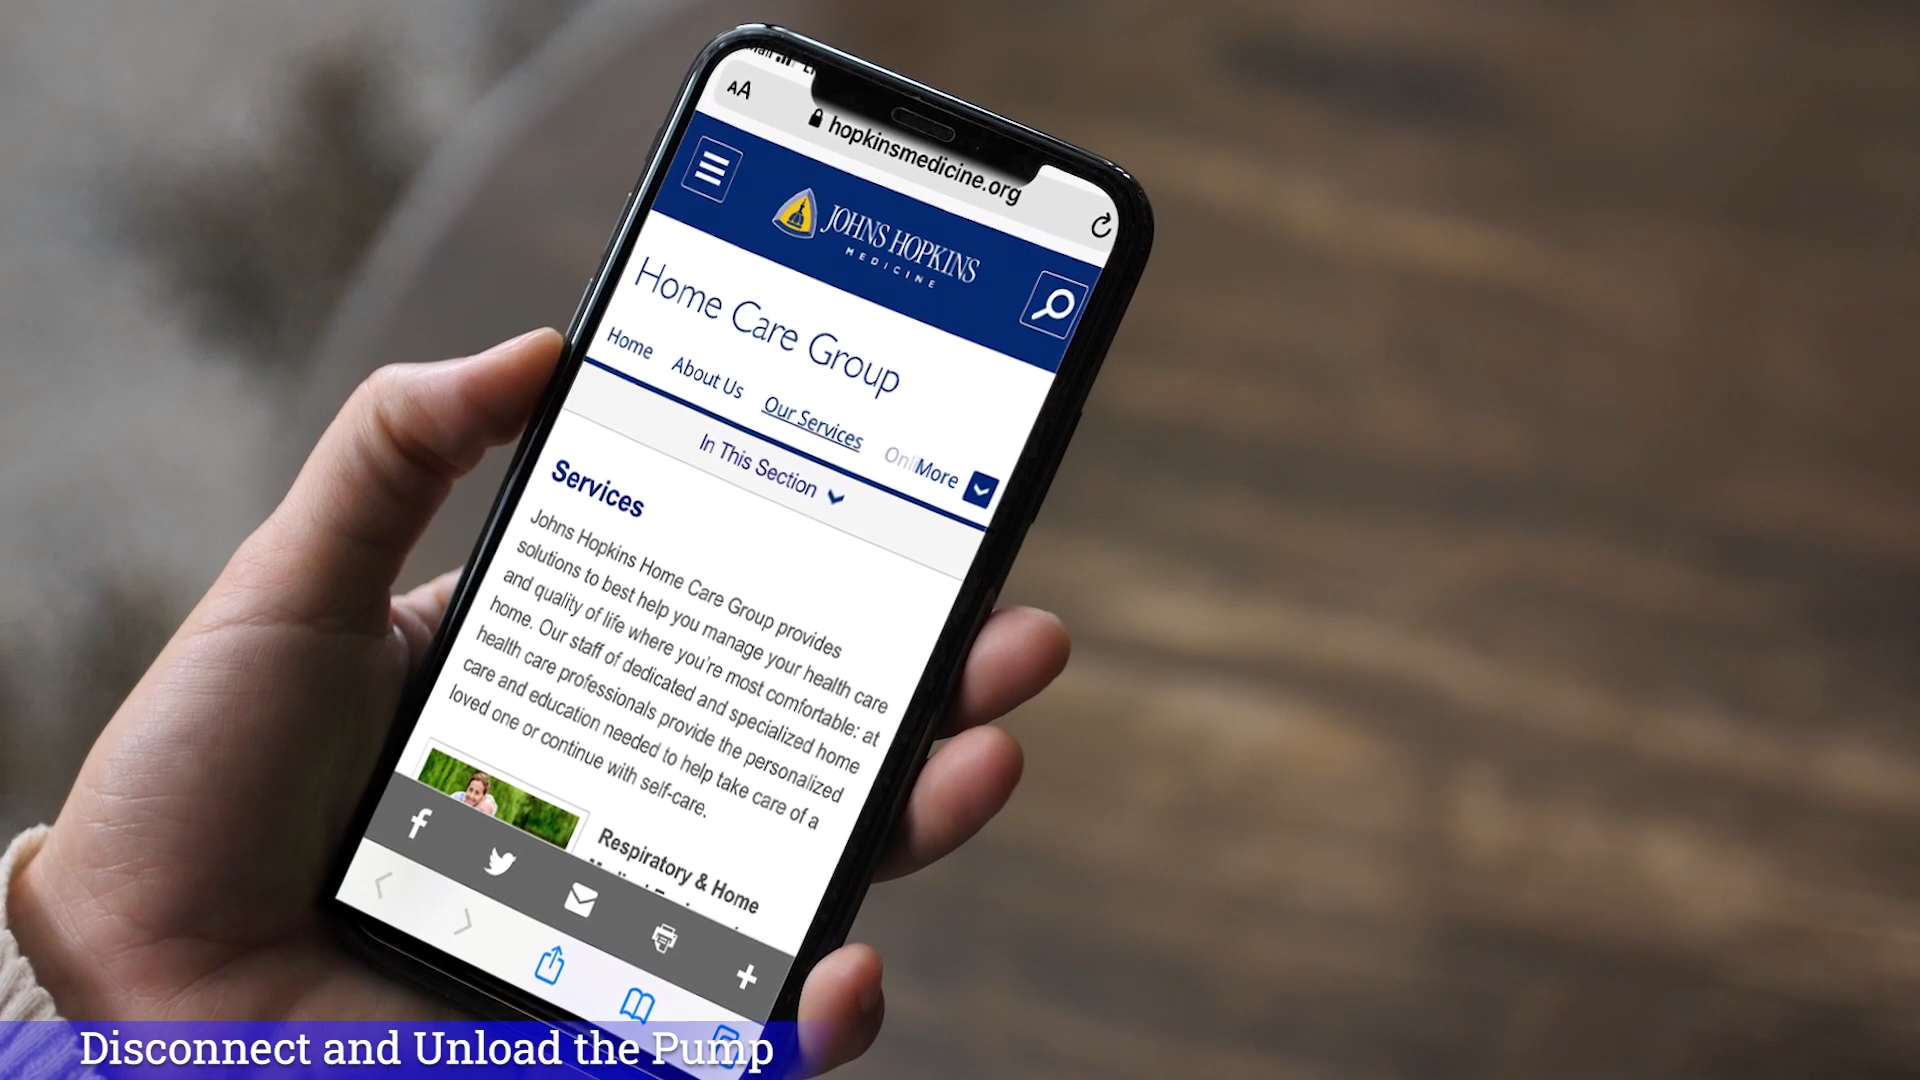 AA
hopkinsmedicine.org
JOHNS HOPKINS
MEDICINE
Home Care Group
Home About Us Our Services More
In This Section
Services
Johns Hopkins Home Care Group provides
solutions to best help you manage your health care
and quality of life where you're most comfortable: at
home. Our staff of dedicated and specialized home
health care professionals provide the personalized
care and education needed to help take care of a
loved one or continue with self-care.
Respiratory & Home
Disconnect and Unload the Pump